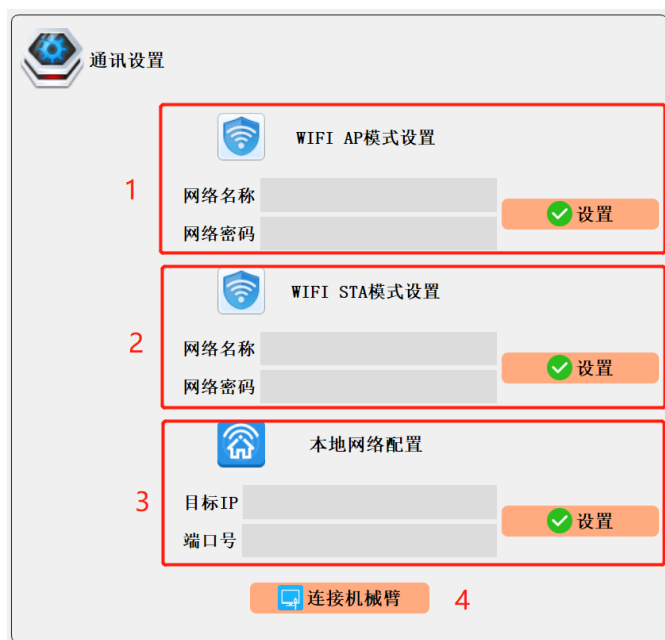 通讯设置
WIFI AP模式设置
1
网络名称
设置
网络密码
WIFI STA模式设置
2
网络名称
设置
网络密码
本地网络配置
3
目标IP
设置
端口号
连接机械臂
4